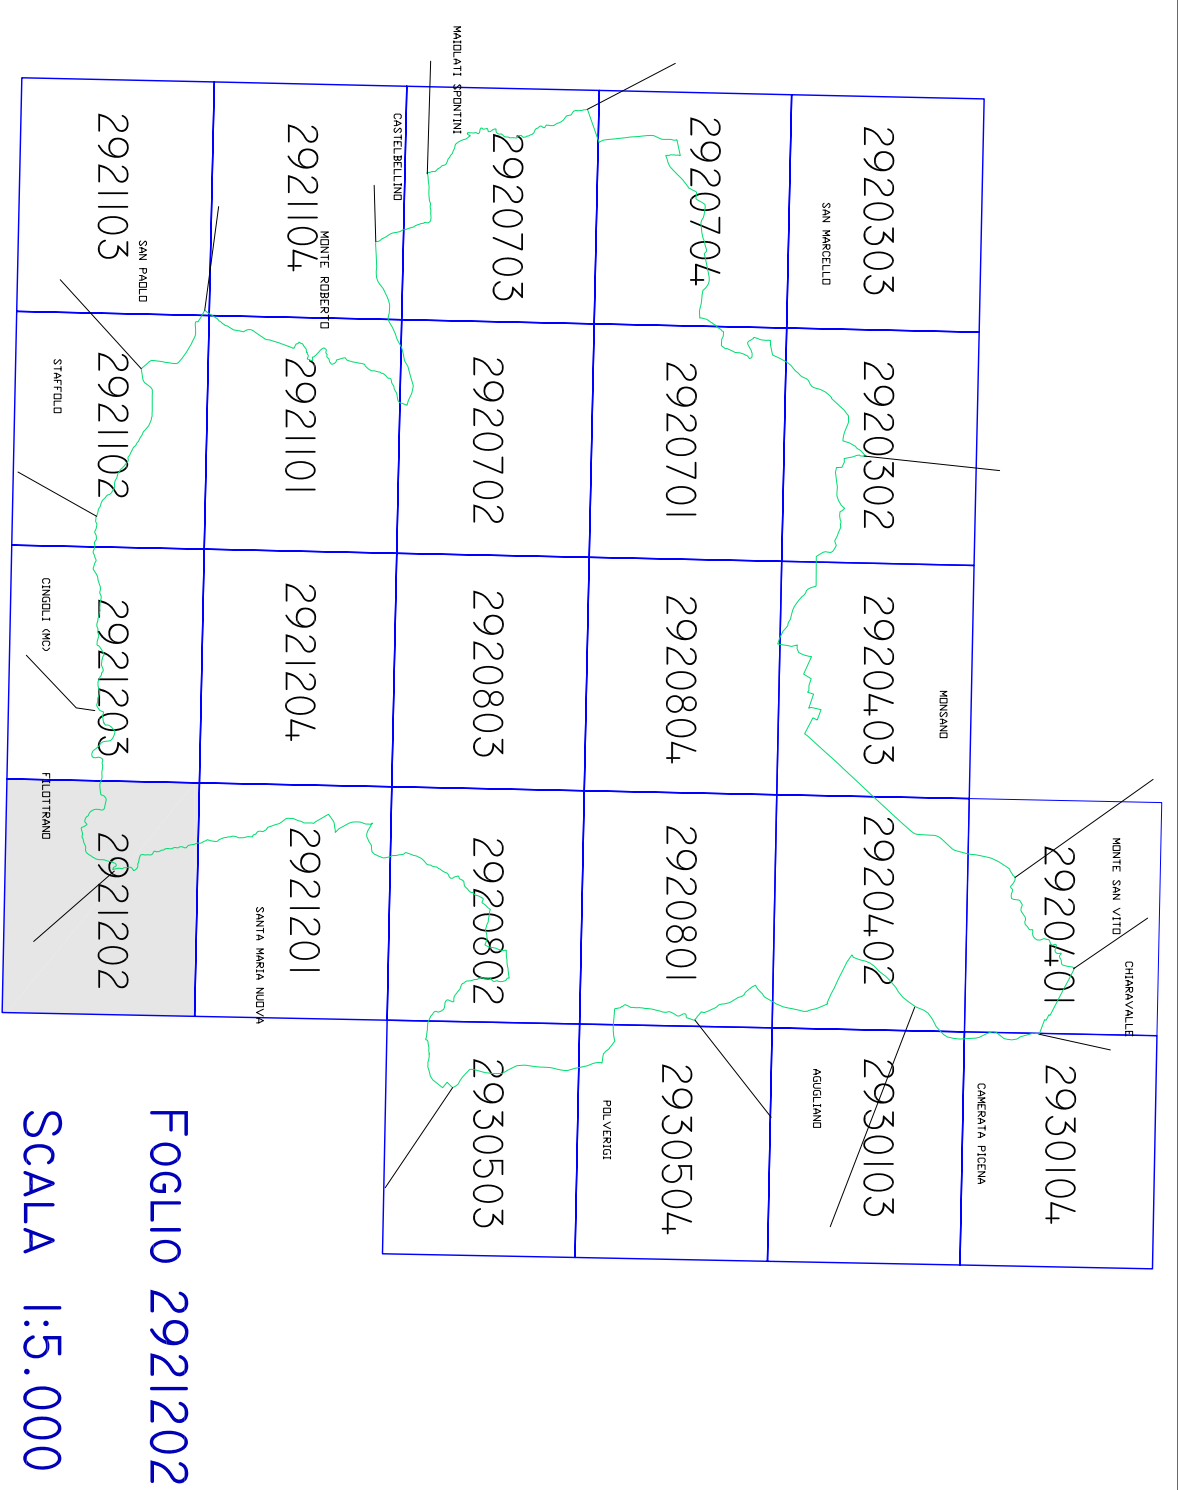 CHIARAVALLE
MONTE SAN VITO
2920401 2930104
CAMERATA PICENA
MONSANO
2920303 2920302 2920403 2920402 2930103
SAN MARCELLO
AGUGLIANO
2920704 2920701 2920804 2920801 2930504
POLVERIGI
2920703 2920702 2920803 2920802 2930503
MAIOLATI SPONTINI
CASTELBELLINO
MONTE ROBERTO
2921104 2921101 2921204 2921201
SANTA MARIA NUOVA
SAN PAOLO
2921103 2921102 2921203 2921202
STAFFOLO
CINGOLI (MC)
FILOTTRANO
FOGLIO 2921202
SCALA 1:5.000